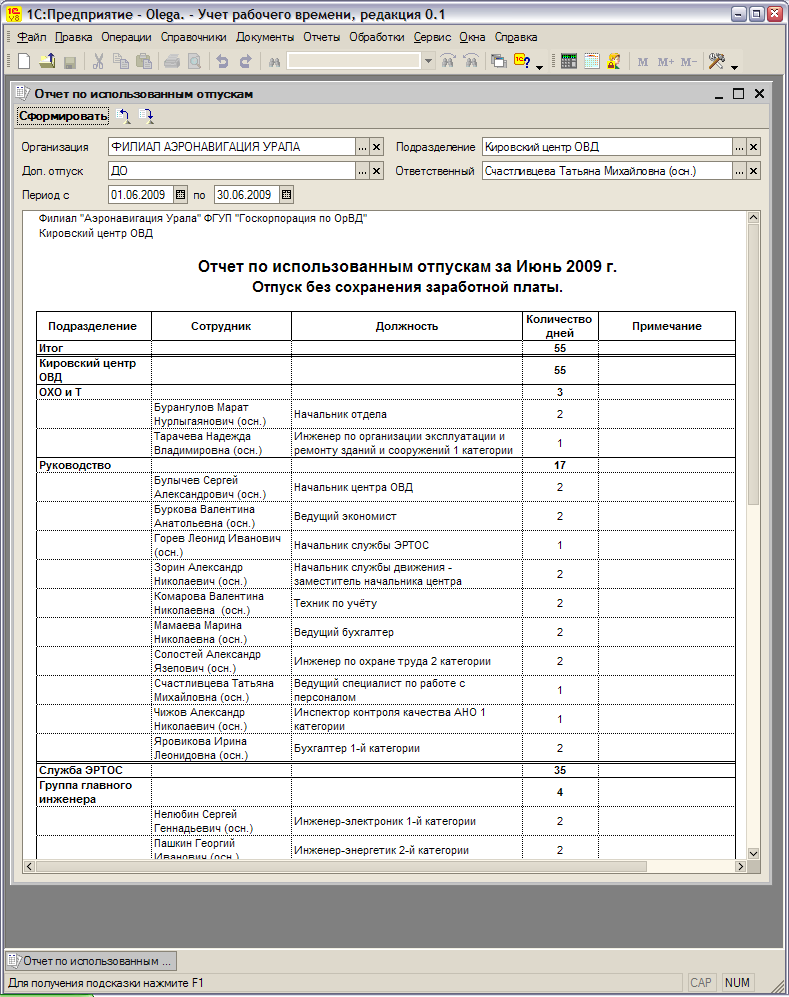 1С:Предприятие - Olega. - Учет рабочего времени, редакция 0.1
Файл Правка Операции Справочники Документы Отчеты Обработки Сервис Окна Справка
M M+ M-
Отчет по использованным отпускам
Сформировать
Организация ФИЛИАЛ АЭРОНАВИГАЦИЯ УРАЛА ... Подразделение Кировский центр ОВД ...
Доп. отпуск ДО ... Ответственный Счастливцева Татьяна Михайловна (осн.) ...
Период с 01.06.2009 по 30.06.2009
Филиал "Аэронавигация Урала" ФГУП "Госкорпорация по ОрВД"
Кировский центр ОВД
Отчет по использованным отпускам за Июнь 2009 г.
Отпуск без сохранения заработной платы.
Подразделение Сотрудник Должность Количество дней Примечание
Итог 55
Кировский центр ОВД 55
ОХО и Т 3
Бурангулов Марат Нурлыгаянович (осн.) Начальник отдела 2
Тарачева Надежда Владимировна (осн.) Инженер по организации эксплуатации и ремонту зданий и сооружений 1 категории 1
Руководство 17
Булычев Сергей Александрович (осн.) Начальник центра ОВД 2
Буркова Валентина Анатольевна (осн.) Ведущий экономист 2
Горев Леонид Иванович (осн.) Начальник службы ЭРТОС 1
Зорин Александр Николаевич (осн.) Начальник службы движения - заместитель начальника центра 2
Комарова Валентина Николаевна (осн.) Техник по учёту 2
Мамаева Марина Николаевна (осн.) Ведущий бухгалтер 2
Солостей Александр Язепович (осн.) Инженер по охране труда 2 категории 2
Счастливцева Татьяна Михайловна (осн.) Ведущий специалист по работе с персоналом 1
Чижов Александр Николаевич (осн.) Инспектор контроля качества АНО 1 категории 1
Яровикова Ирина Леонидовна (осн.) Бухгалтер 1-й категории 2
Служба ЭРТОС 35
Группа главного инженера 4
Нелюбин Сергей Геннадьевич (осн.) Инженер-электроник 1-й категории 2
Пашкин Георгий Иванович (осн.) Инженер-энергетик 2-й категории 2
Отчет по использованным ...
Для получения подсказки нажмите F1 CAP NUM